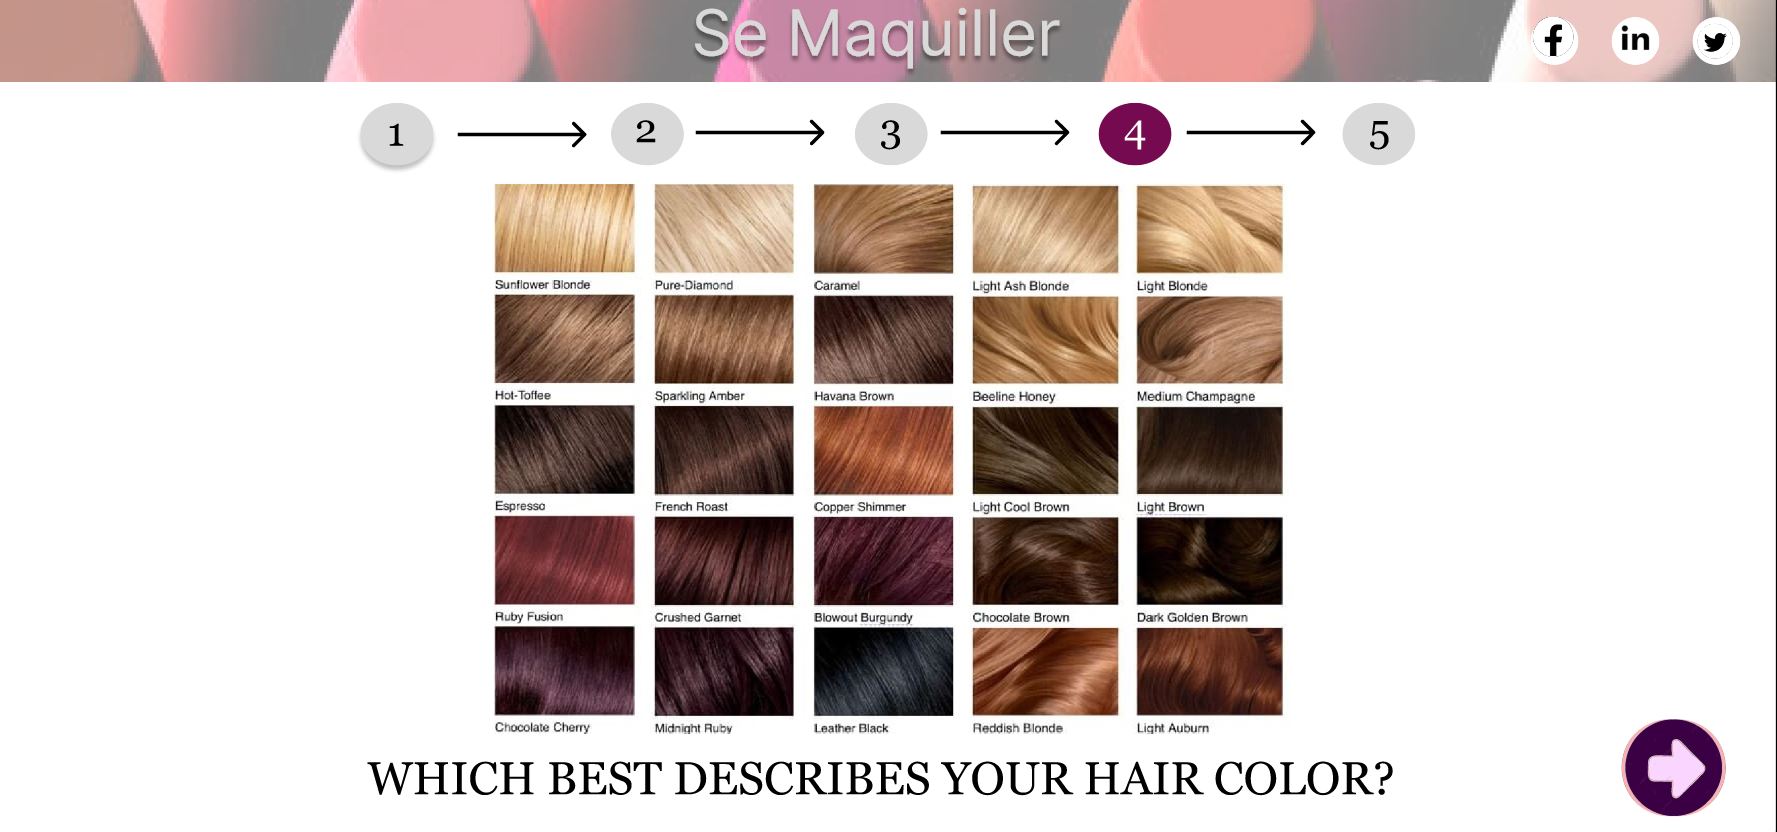 Se Maquiller
f in
1 2 3 4 5
Sunflower Blonde Pure-Diamond Caramel Light Ash Blonde Light Blonde
Hot-Toffee Sparkling Amber Havana Brown Beeline Honey Medium Champagne
Espresso French Roast Copper Shimmer Light Cool Brown Light Brown
Ruby Fusion Crushed Garnet Blowout Burgundy Chocolate Brown Dark Golden Brown
Chocolate Cherry Midnight Ruby Leather Black Reddish Blonde Light Auburn
WHICH BEST DESCRIBES YOUR HAIR COLOR?